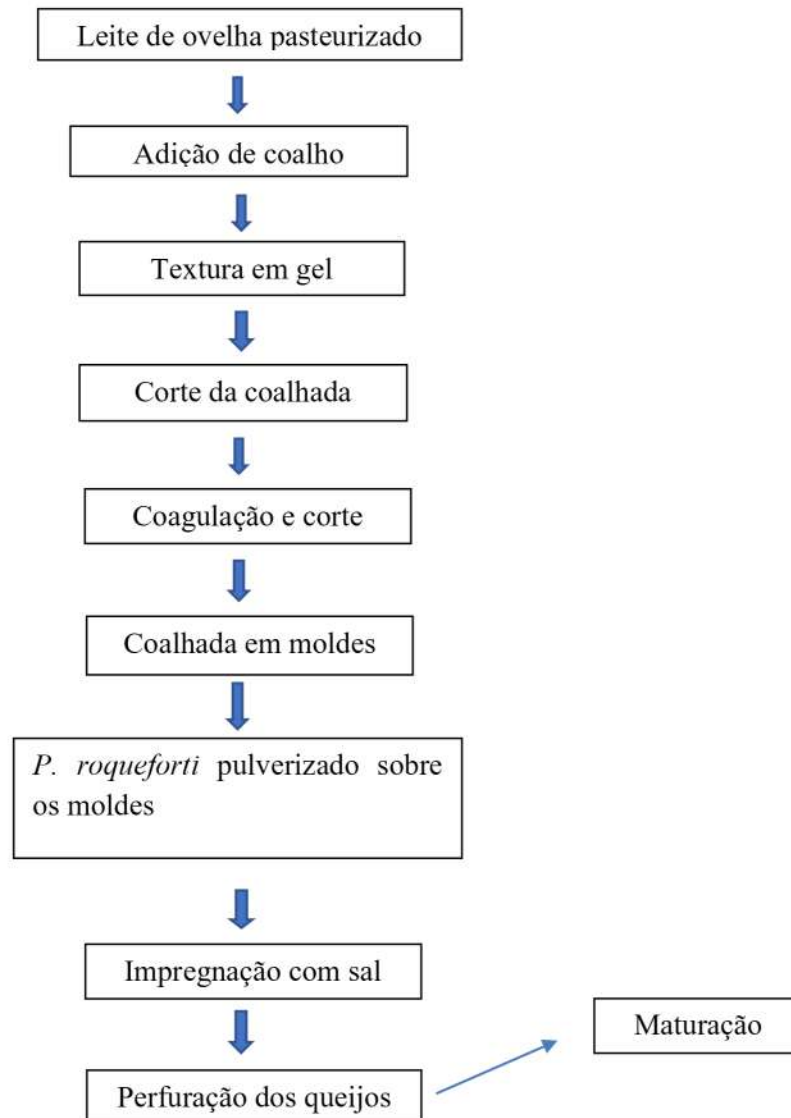 Leite de ovelha pasteurizado
Adição de coalho
Textura em gel
Corte da coalhada
Coagulação e corte
Coalhada em moldes
P. roqueforti pulverizado sobre
os moldes
Impregnação com sal
Maturação
Perfuração dos queijos